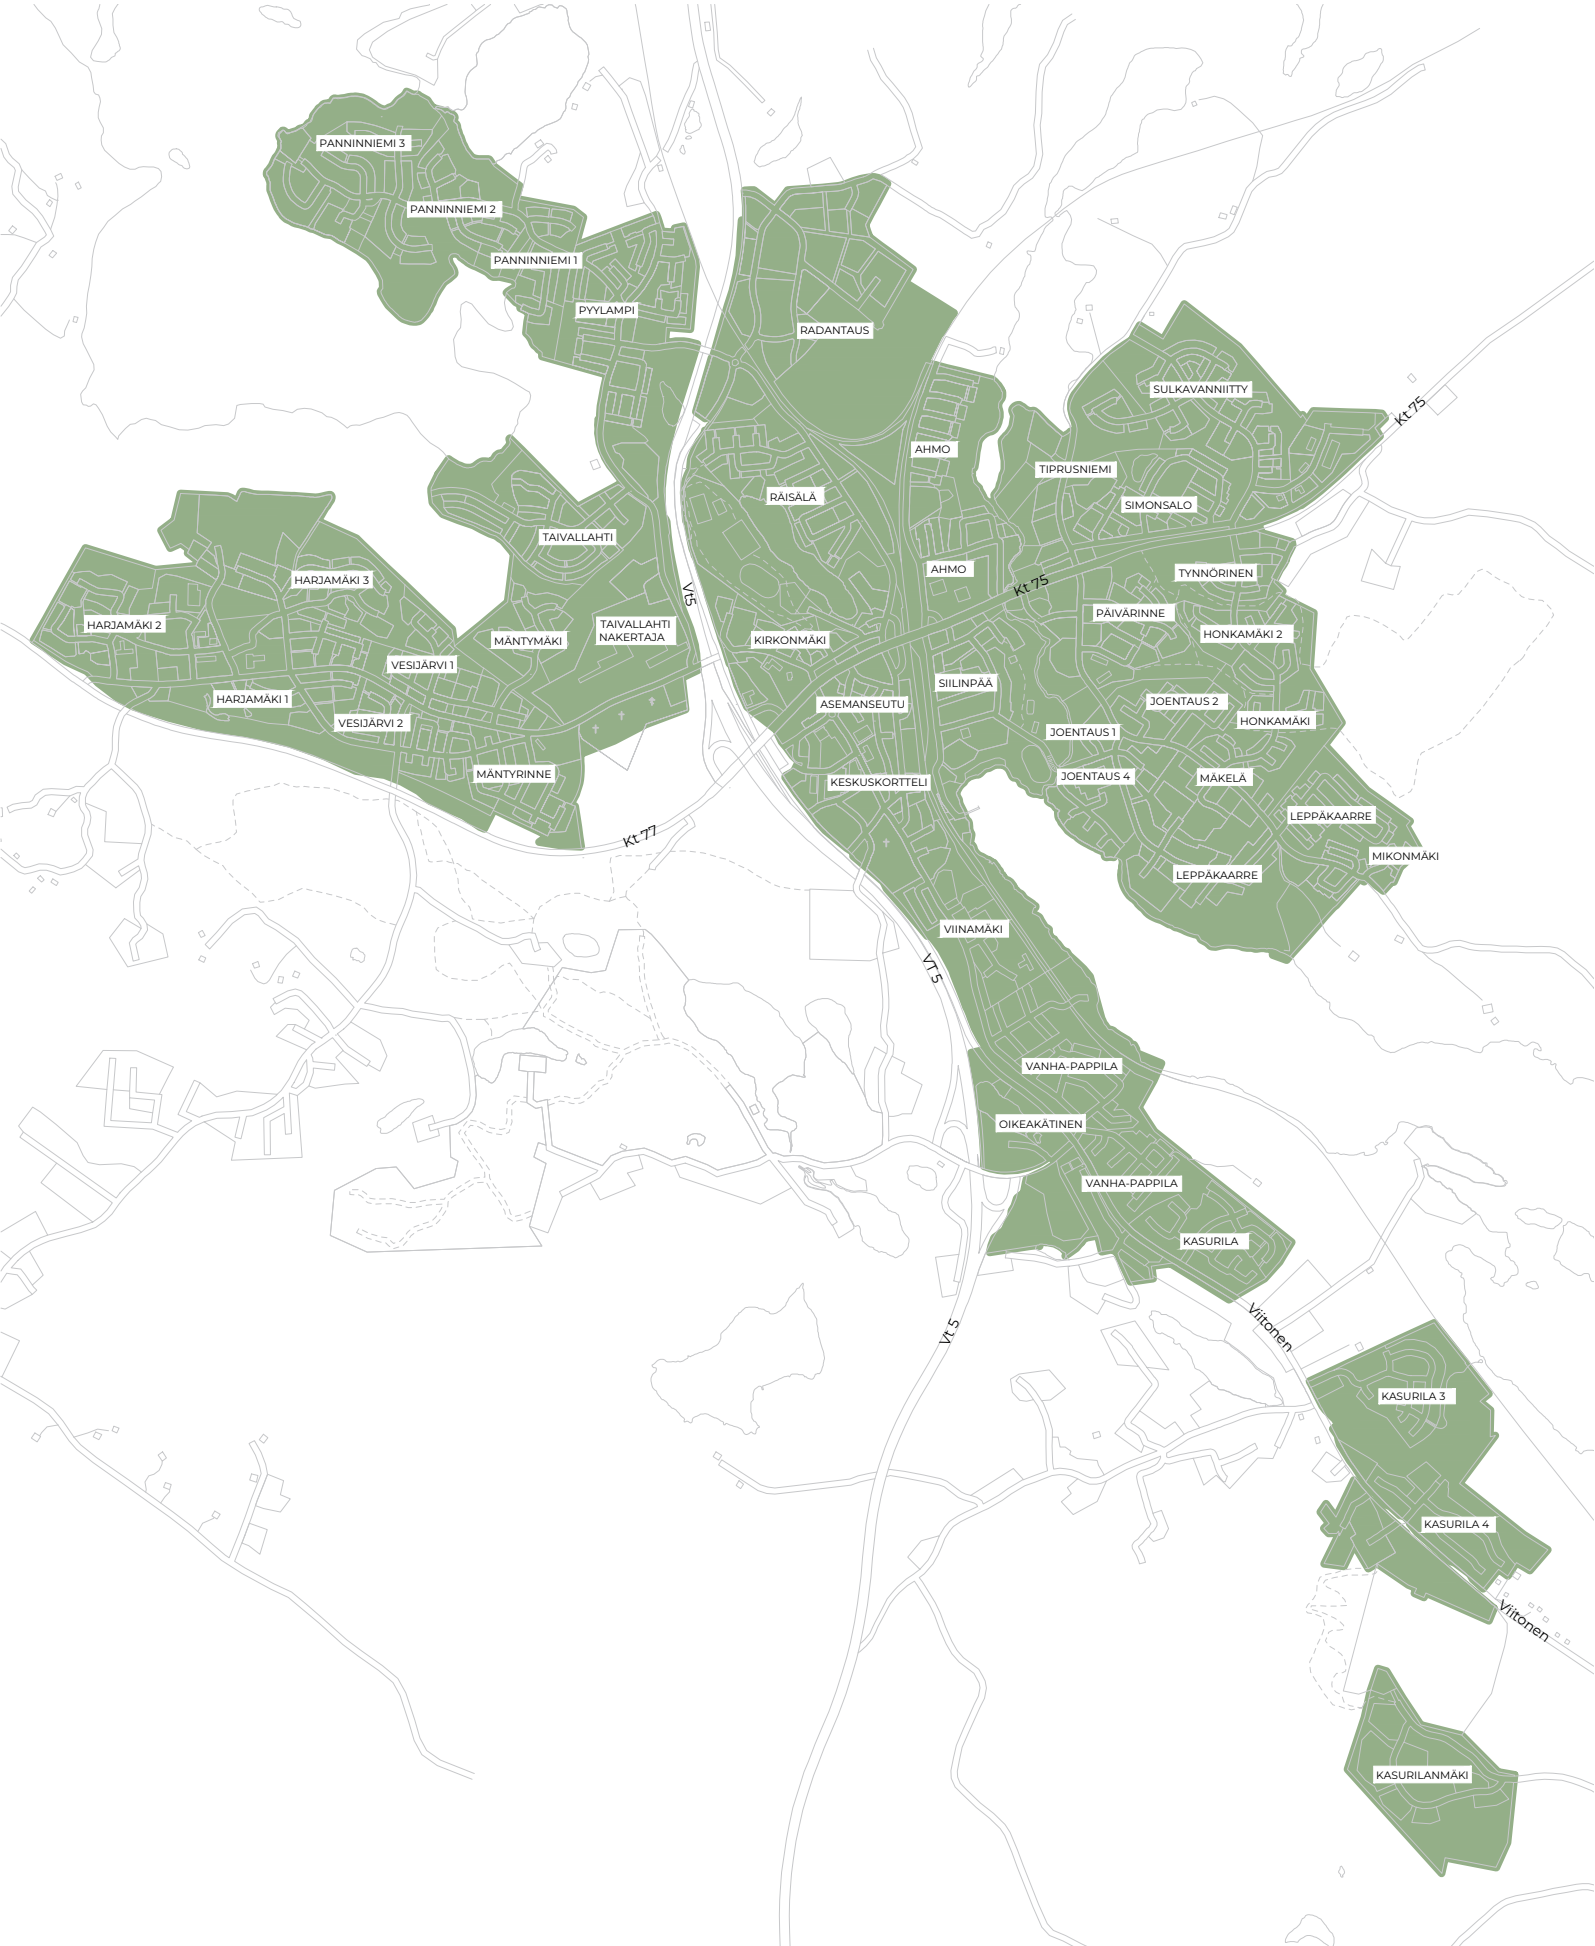 PANNINNIEMI 3
PANNINNIEMI 2
PANNINNIEMI 1
PYYLAMPI
RADANTAUS
SULKAVANNIITTY
Kt 75
AHMO
TIPRUSNIEMI
RÄISÄLÄ
SIMONSALO
TAIVALLAHTI
AHMO
TYNNÖRINEN
HARJAMÄKI 3
Kt 75
Vt5
PÄIVÄRINNE
HARJAMÄKI 2
TAIVALLAHTI
NAKERTAJA
HONKAMÄKI 2
MÄNTYMÄKI
KIRKONMÄKI
VESIJÄRVI 1
SIILINPÄÄ
HARJAMÄKI 1
JOENTAUS 2
ASEMANSEUTU
VESIJÄRVI 2
HONKAMÄKI
JOENTAUS 1
MÄNTYRINNE
JOENTAUS 4
MÄKELÄ
KESKUSKORTTELI
LEPPÄKAARRE
Kt 77
MIKONMÄKI
LEPPÄKAARRE
VIINAMÄKI
VT 5
VANHA-PAPPILA
OIKEAKÄTINEN
VANHA-PAPPILA
KASURILA
Viitonen
Vt 5
KASURILA 3
KASURILA 4
Viitonen
KASURILANMÄKI